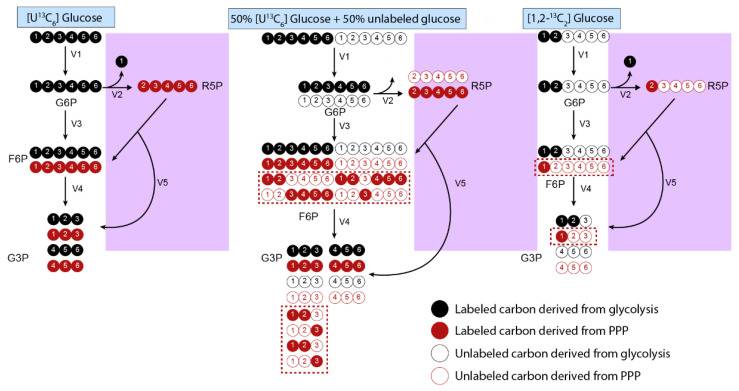 [U13C6] Glucose
50% [U13C6] Glucose + 50% unlabeled glucose
[1,2-13C2] Glucose
1 2 3 4 5 6
V1
1
1 2 3 4 5 6
V2
2 3 4 5 6
R5P
G6P
V3
F6P
1 2 3 4 5 6
1 2 3 4 5 6
V4
V5
1 2 3
1 2 3
G3P
4 5 6
4 5 6
1 2 3 4 5 6 1 2 3 4 5 6
V1
2 3 4 5 6
1 2 3 4 5 6
2 3 4 5 6
R5P
1 2 3 4 5 6
V2
G6P
V3
1 2 3 4 5 6 1 2 3 4 5 6
1 2 3 4 5 6 1 2 3 4 5 6
1 2 3 4 5 6 1 2 3 4 5 6
1 2 3 4 5 6 1 2 3 4 5 6
F6P
V4
V5
G3P
1 2 3 4 5 6
1 2 3 4 5 6
1 2 3 4 5 6
1 2 3 4 5 6
1 2 3
1 2 3
1 2 3
1 2 3
1 2 3 4 5 6
V1
1
1 2 3 4 5 6
V2
2 3 4 5 6
R5P
G6P
V3
1 2 3 4 5 6
1 2 3 4 5 6
F6P
V4
V5
1 2 3
1 2 3
4 5 6
G3P
4 5 6
Labeled carbon derived from glycolysis
Labeled carbon derived from PPP
Unlabeled carbon derived from glycolysis
Unlabeled carbon derived from PPP